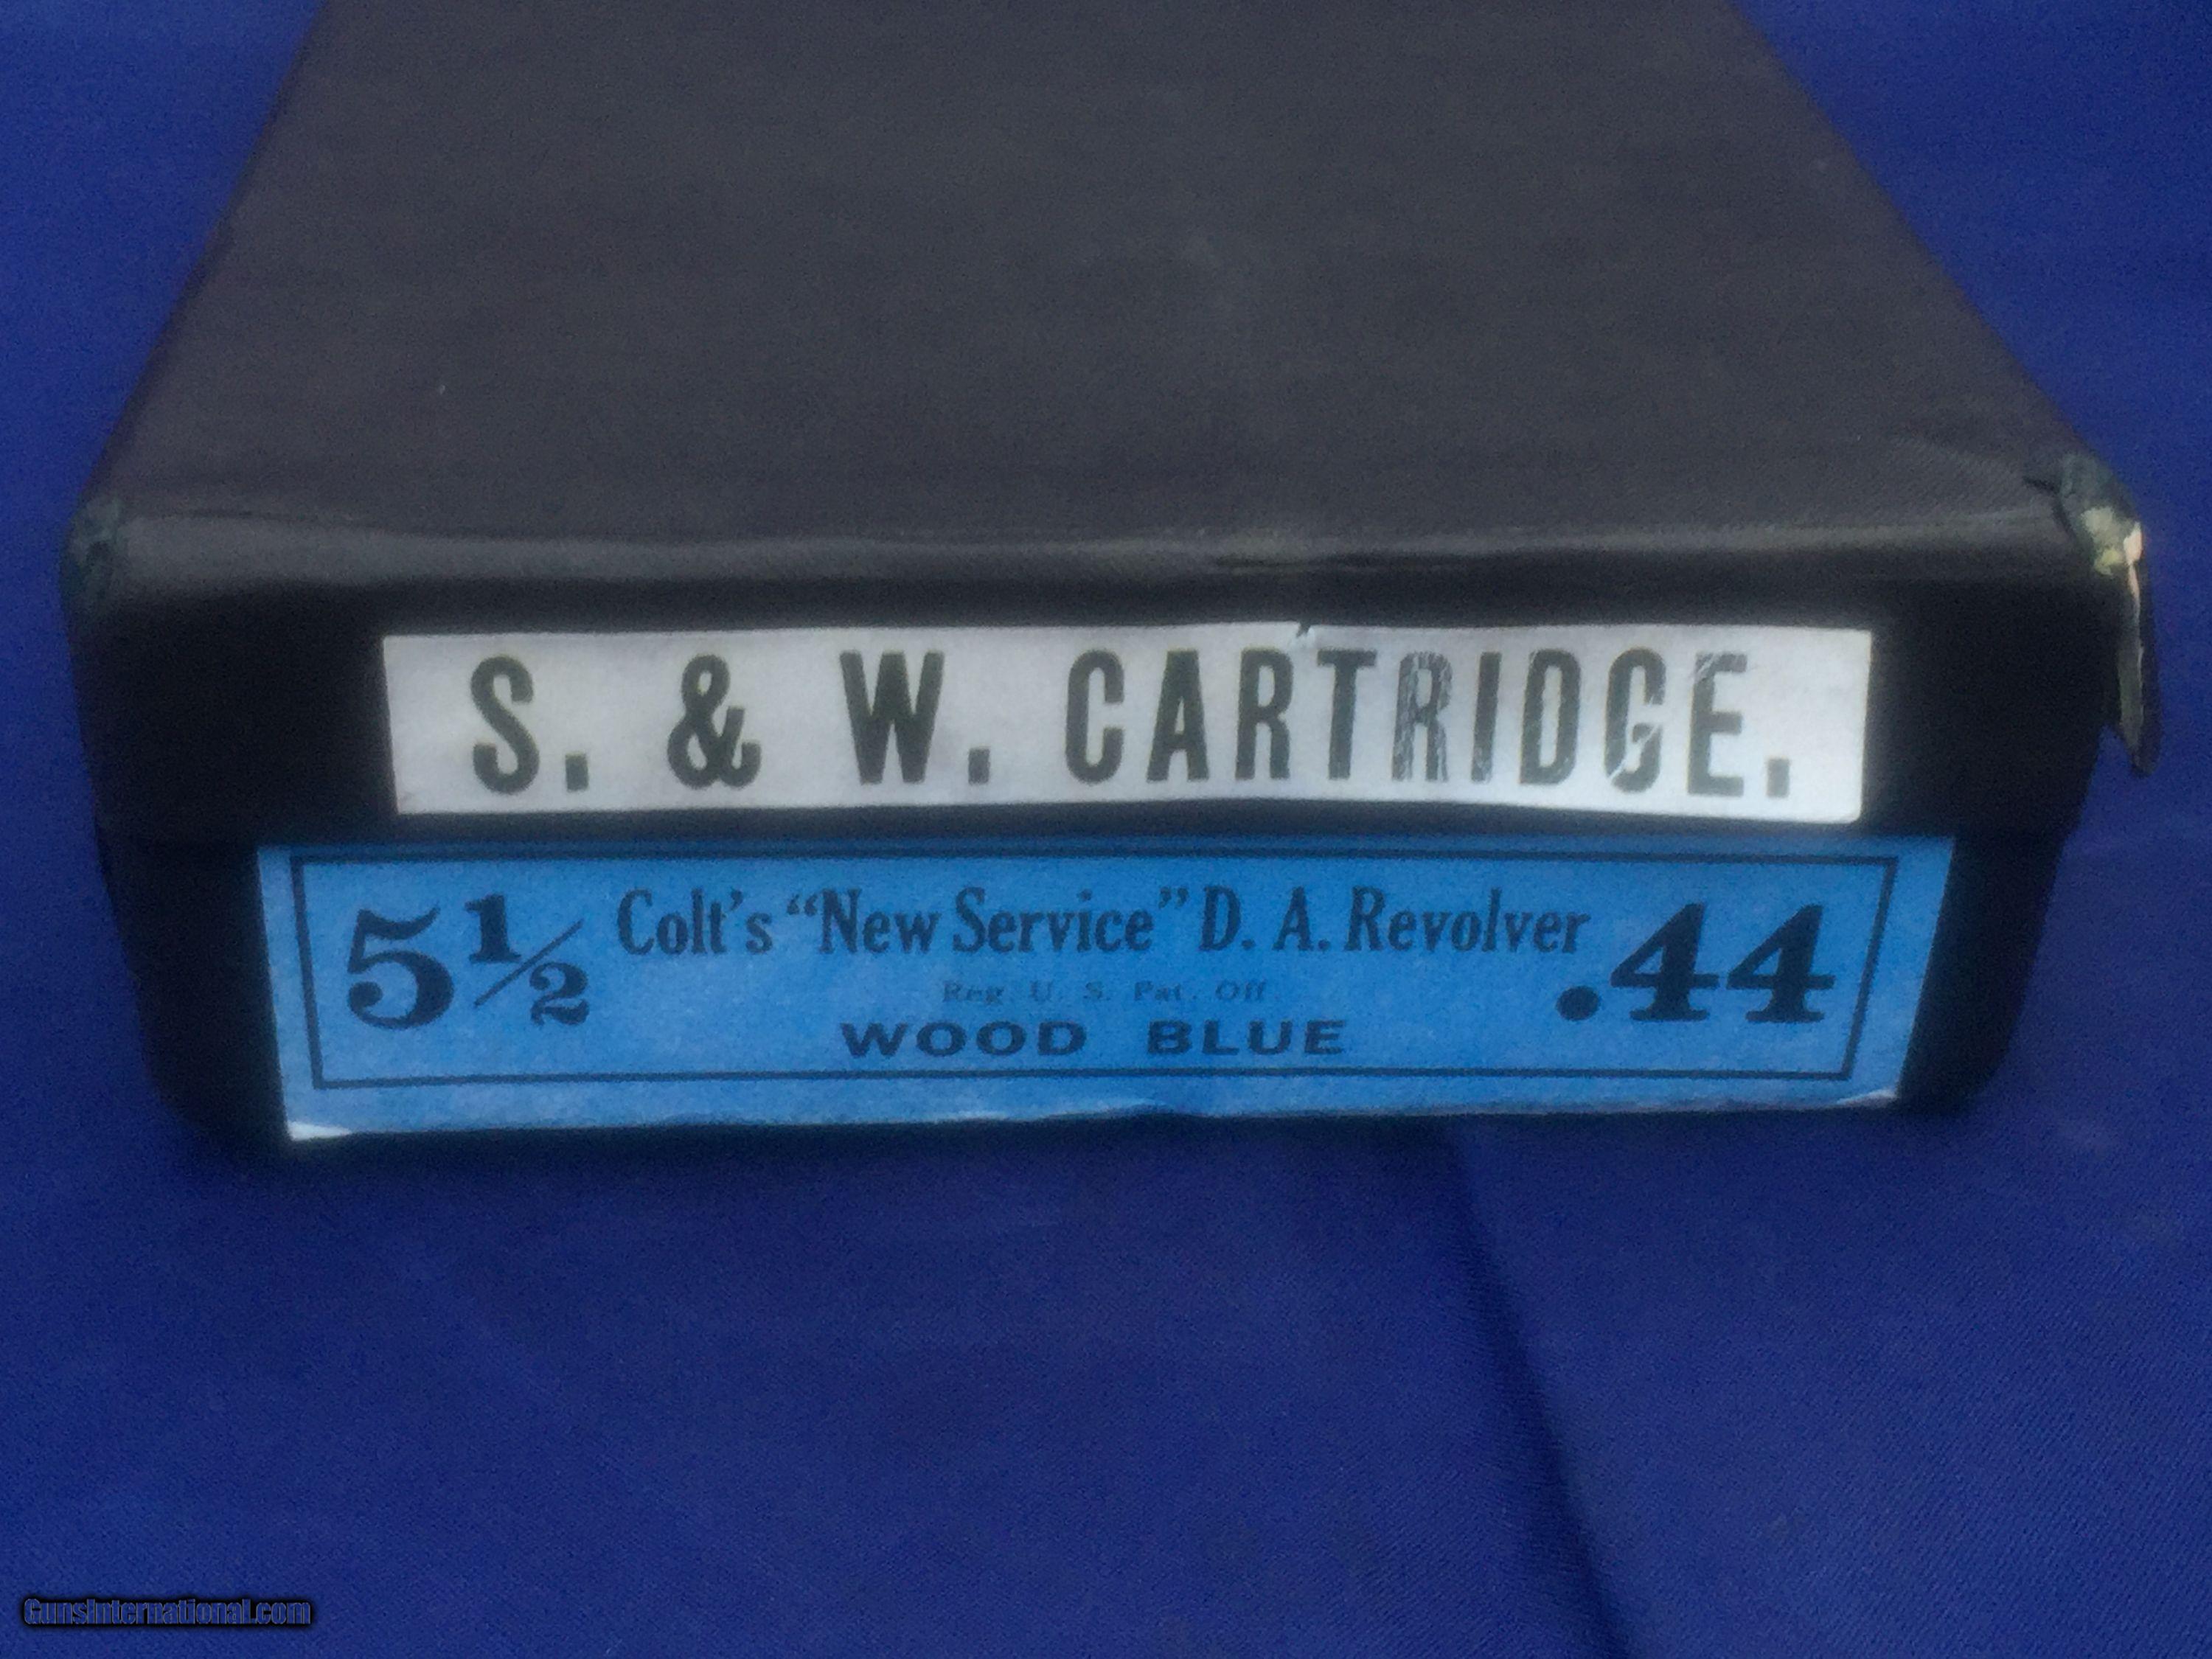 S. & W. CARTRIDGE.
5½ Colt's “New Service” D. A. Revolver .44
Reg. U. S. Pat. Off.
WOOD BLUE
GunsInternational.com